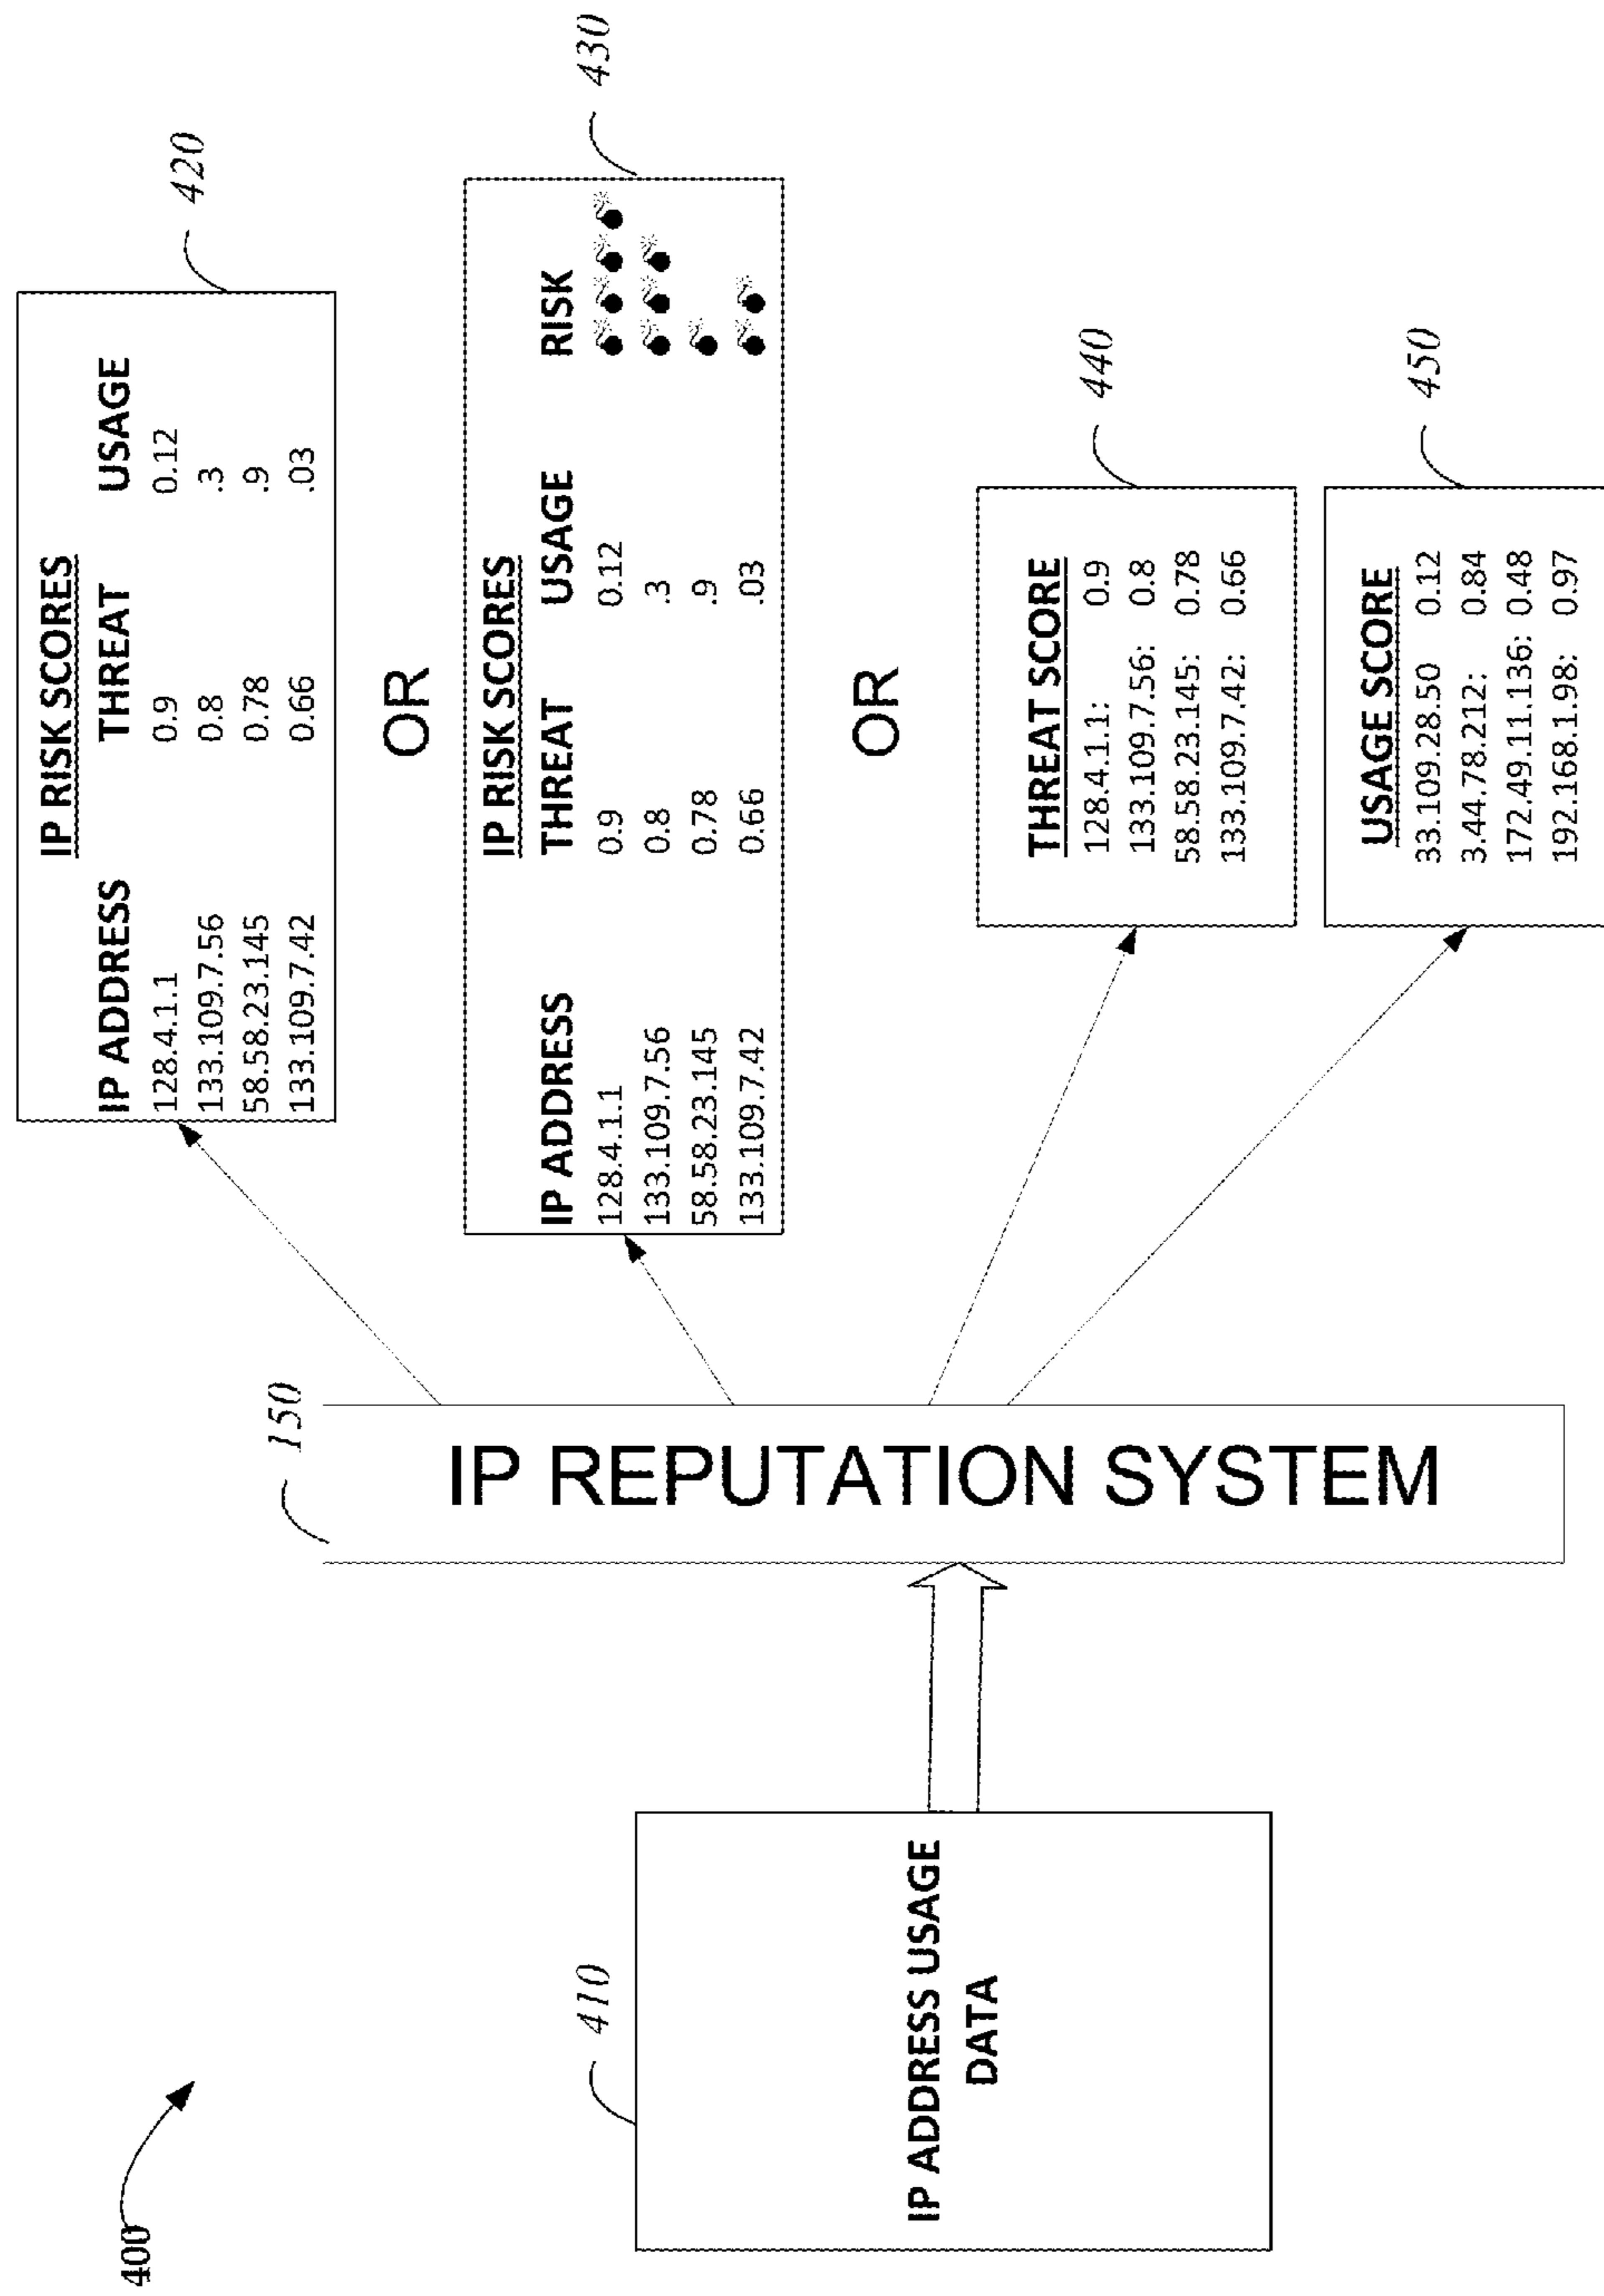 400
410
IP ADDRESS USAGE
DATA
150
IP REPUTATION SYSTEM
420
IP RISK SCORES
IP ADDRESS THREAT USAGE
128.4.1.1 0.9 0.12
133.109.7.56 0.8 .3
58.58.23.145 0.78 .9
133.109.7.42 0.66 .03
OR
430
IP RISK SCORES
IP ADDRESS THREAT USAGE RISK
128.4.1.1 0.9 0.12
133.109.7.56 0.8 .3
58.58.23.145 0.78 .9
133.109.7.42 0.66 .03
OR
440
THREAT SCORE
128.4.1.1: 0.9
133.109.7.56: 0.8
58.58.23.145: 0.78
133.109.7.42: 0.66
450
USAGE SCORE
33.109.28.50 0.12
3.44.78.212: 0.84
172.49.11.136: 0.48
192.168.1.98: 0.97